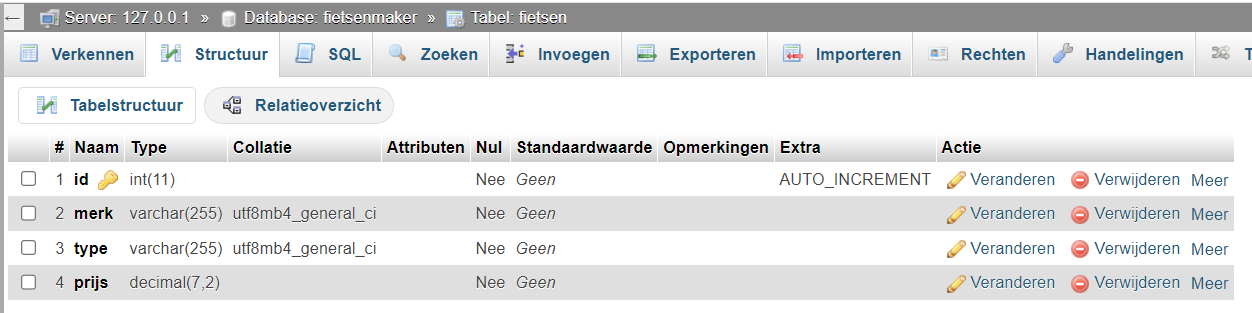 ← Server: 127.0.0.1 » Database: fietsenmaker » Tabel: fietsen
Verkennen Structuur SQL Zoeken Invoegen Exporteren Importeren Rechten Handelingen T
Tabelstructuur Relatieoverzicht
# Naam Type Collatie Attributen Nul Standaardwaarde Opmerkingen Extra Actie
1 id int(11) Nee Geen AUTO_INCREMENT Veranderen Verwijderen Meer
2 merk varchar(255) utf8mb4_general_ci Nee Geen Veranderen Verwijderen Meer
3 type varchar(255) utf8mb4_general_ci Nee Geen Veranderen Verwijderen Meer
4 prijs decimal(7,2) Nee Geen Veranderen Verwijderen Meer